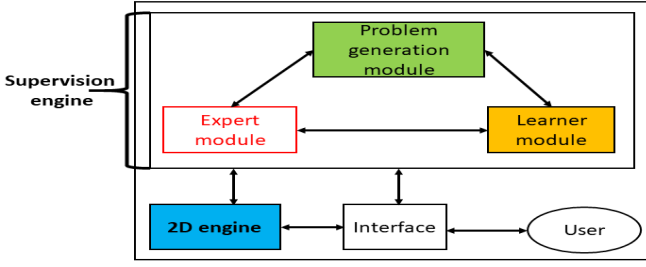 Problem
generation
module
Supervision
engine
Expert
module
Learner
module
2D engine
Interface
User